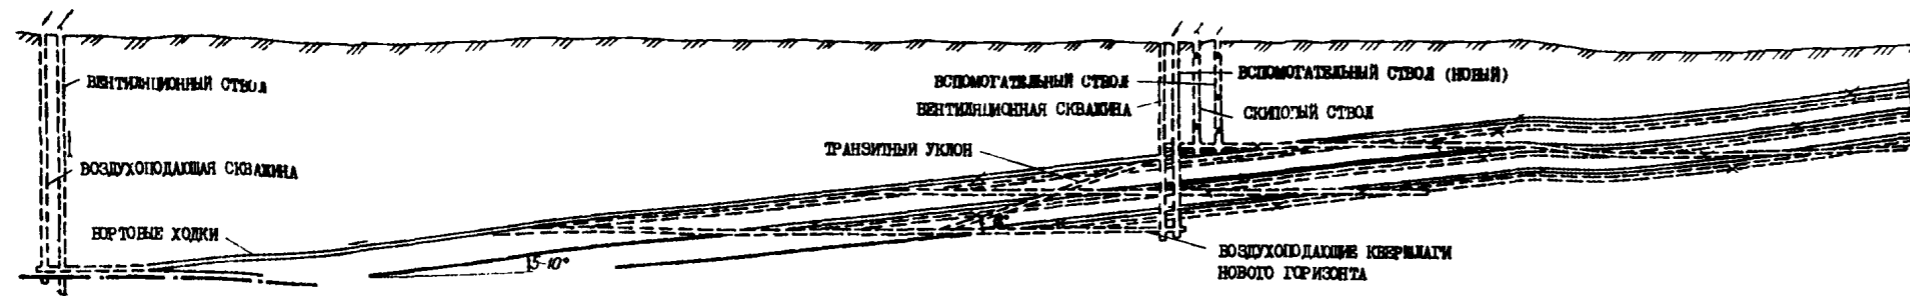 ВЕНТИЛЯЦИОННЫЙ СТВОЛ
ВОЗДУХОПОДАЮЩАЯ СКВАЖИНА
БОРТОВЫЕ ХОДКИ
5-10°
ТРАНЗИТНЫЙ УКЛОН
ВСПОМОГАТЕЛЬНЫЙ СТВОЛ
ВЕНТИЛЯЦИОННАЯ СКВАЖИНА
ВСПОМОГАТЕЛЬНЫЙ СТВОЛ (НОВЫЙ)
СКИПОВЫЙ СТВОЛ
ВОЗДУХОПОДАЮЩИЕ КВЕРШЛАГИ
НОВОГО ГОРИЗОНТА